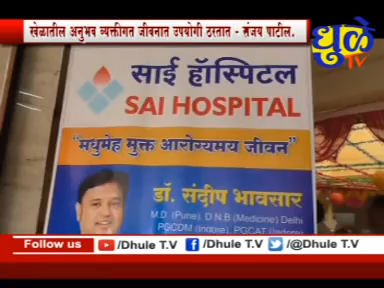 खेळातील अनुभव व्यक्तीगत जीवनात उपयोगी ठरतात - संजय पाटील.
धुळे
TV
साई हॉस्पिटल
SAI HOSPITAL
"मधुमेह मुक्त आरोग्यमय जीवन"
डॉ. संदीप भावसार
M.D. (Pune), D.N.B.(Medicine) Delhi
PGCDM (Indore), PGCAT (Indore)
Follow us /Dhule T.V /Dhule T.V /@Dhule T.V